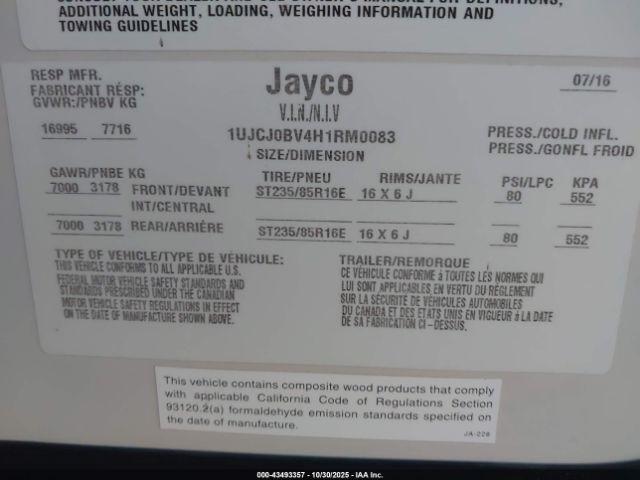 ADDITIONAL WEIGHT, LOADING, WEIGHING INFORMATION AND
TOWING GUIDELINES
RESP MFR.
FABRICANT RÉSP:
GVWR:/PNBV KG
Jayco
07/16
V.I.N./N.I.V
16995 7716
1UJCJ0BV4H1RM0083
PRESS./COLD INFL.
PRESS./GONFL FROID
SIZE/DIMENSION
GAWR/PNBE KG
TIRE/PNEU
RIMS/JANTE
PSI/LPC
KPA
7000 3178 FRONT/DEVANT ST235/85R16E 16 X 6 J 80 552
INT/CENTRAL
7000 3178 REAR/ARRIÈRE ST235/85R16E 16 X 6 J 80 552
TYPE OF VEHICLE/TYPE DE VÉHICULE:
TRAILER/REMORQUE
THIS VEHICLE CONFORMS TO ALL APPLICABLE U.S.
FEDERAL MOTOR VEHICLE SAFETY STANDARDS AND
STANDARDS PRESCRIBED UNDER THE CANADIAN
MOTOR VEHICLE SAFETY REGULATIONS IN EFFECT
ON THE DATE OF MANUFACTURE SHOWN ABOVE.
CE VÉHICULE CONFORME À TOUTES LES NORMES QUI
LUI SONT APPLICABLES EN VERTU DU RÈGLEMENT
SUR LA SÉCURITÉ DE VÉHICULES AUTOMOBILES
DU CANADA ET DES ETATS UNIS EN VIGUEUR À LA DATE
DE SA FABRICATION CI-DESSUS.
This vehicle contains composite wood products that comply
with applicable California Code of Regulations Section
93120.2(a) formaldehyde emission standards specified on
the date of manufacture.
JA-228
000-43493357 | 10/30/2025 | IAA Inc.